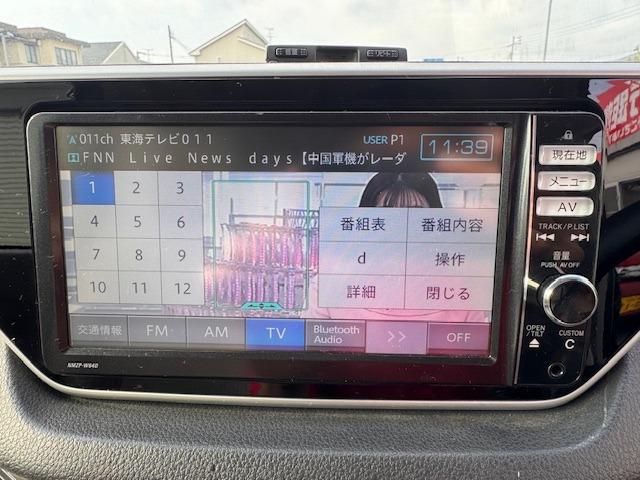 音量
011ch 東海テレビ011
USER P1
11:39
FNN Live News days【中国軍機がレーダ
1 2 3
4 5 6
7 8 9
10 11 12
番組表 番組内容
d 操作
詳細 閉じる
交通情報 FM AM TV Bluetooth Audio >> OFF
NMZP-W64D
現在地
メニュー
AV
TRACK/P.LIST
音量
PUSH AV OFF
OPEN /TILT
CUSTOM
C